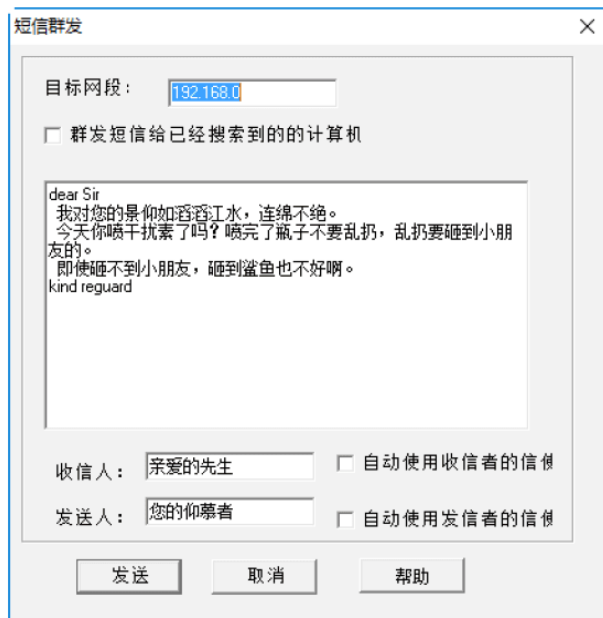 短信群发
目标网段：
192.168.0
群发短信给已经搜索到的的计算机
dear Sir
我对您的景仰如滔滔江水，连绵不绝。
今天你喷干扰素了吗？喷完了瓶子不要乱扔，乱扔要砸到小朋
友的。
即使砸不到小朋友，砸到鲨鱼也不好啊。
kind reguard
收信人： 亲爱的先生 自动使用收信者的信使
发送人： 您的仰慕者 自动使用发信者的信使
发送 取消 帮助